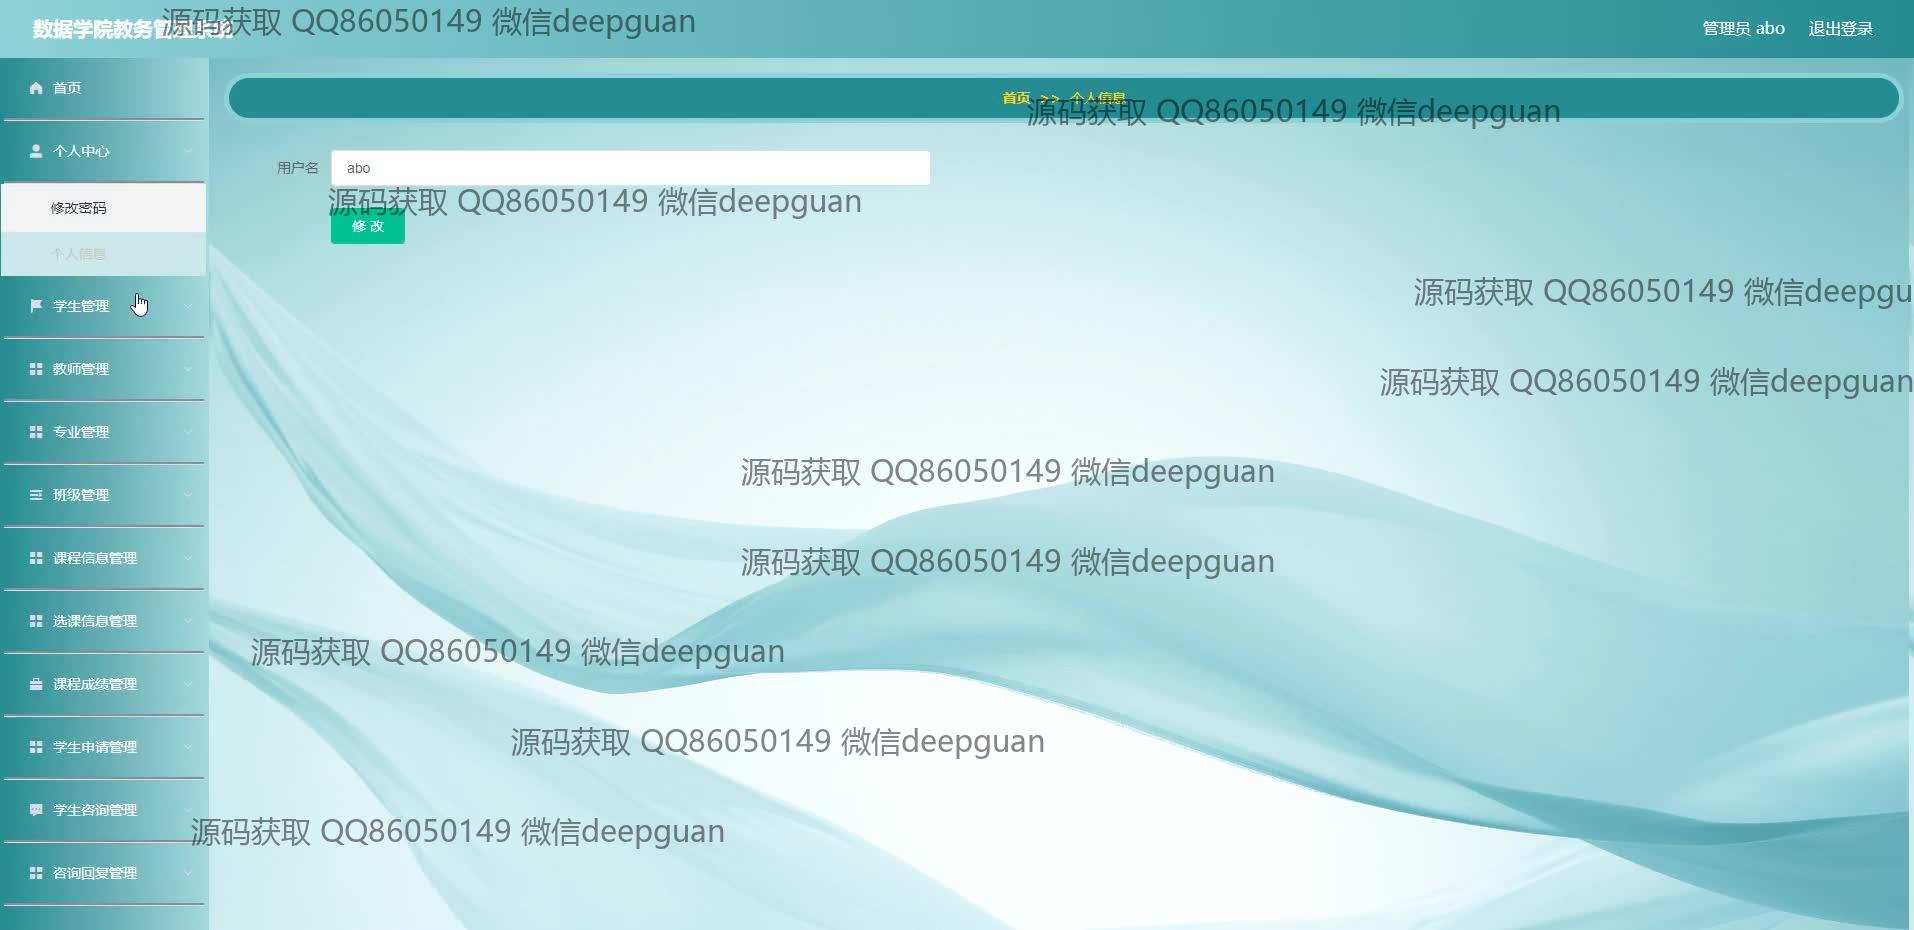 数据学院教务管理系统
源码获取 QQ86050149 微信deepguan
管理员 abo
退出登录
首页
首页 >> 个人信息
源码获取 QQ86050149 微信deepguan
个人中心
用户名
abo
源码获取 QQ86050149 微信deepguan
修改密码
修 改
个人信息
源码获取 QQ86050149 微信deepgu
学生管理
教师管理
源码获取 QQ86050149 微信deepguan
专业管理
源码获取 QQ86050149 微信deepguan
班级管理
课程信息管理
源码获取 QQ86050149 微信deepguan
选课信息管理
源码获取 QQ86050149 微信deepguan
课程成绩管理
源码获取 QQ86050149 微信deepguan
学生申请管理
学生咨询管理
源码获取 QQ86050149 微信deepguan
咨询回复管理